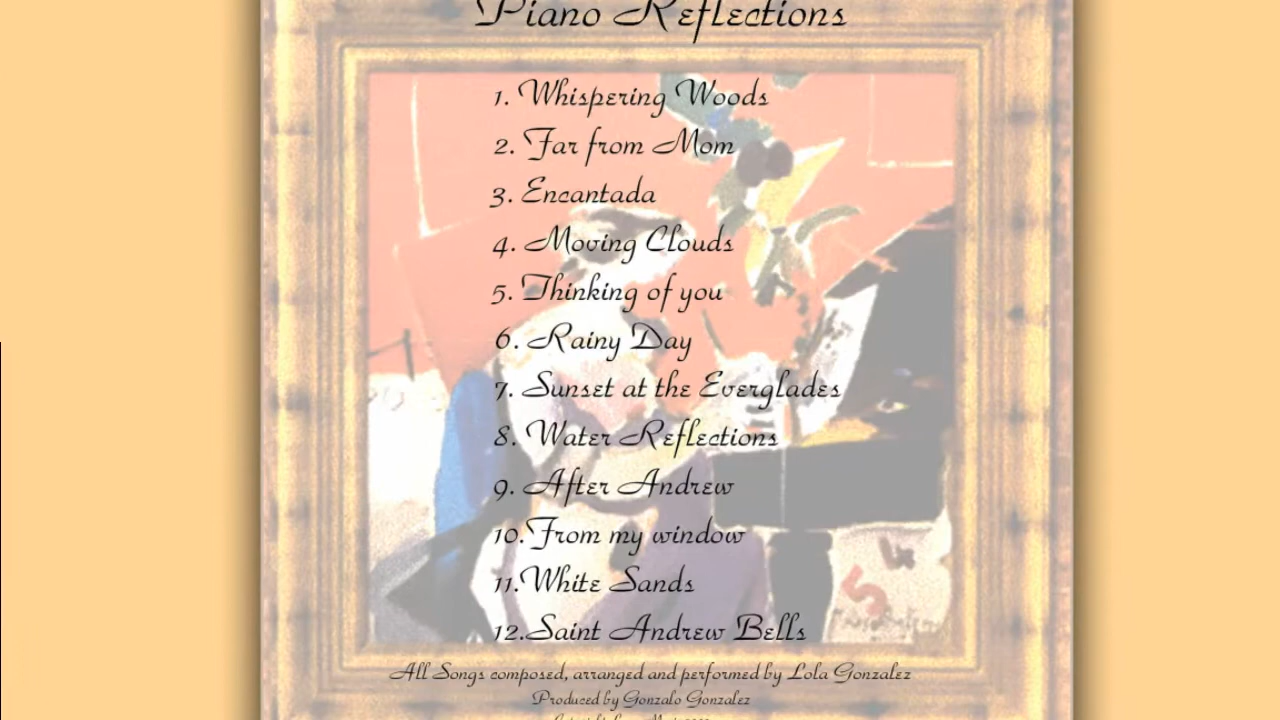 Piano Reflections
1. Whispering Woods
2. Far from Mom
3. Encantada
4. Moving Clouds
5. Thinking of you
6. Rainy Day
7. Sunset at the Everglades
8. Water Reflections
9. After Andrew
10.From my window
11.White Sands
12.Saint Andrew Bells
All Songs composed, arranged and performed by Lola Gonzalez
Produced by Gonzalo Gonzalez